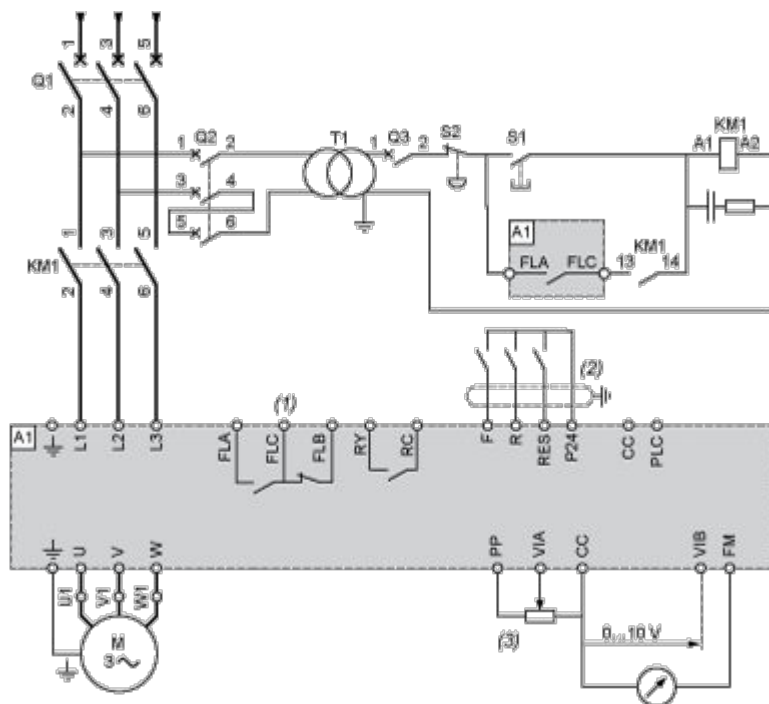 1 3 5
Q1
2 4 6
1 Q2 2
T1
1 Q3 2
S2
S1
KM1
A1 A2
3 4
5 6
A1
FLA FLC
KM1
13 14
1 3 5
KM1
2 4 6
(1)
(2)
A1
L1 L2 L3
FLA FLC FLB
RY RC
F R RES P24
CC PLC
U V W
PP VIA CC VIB FM
U1 V1 W1
M
3
(3)
0 ... 10 V